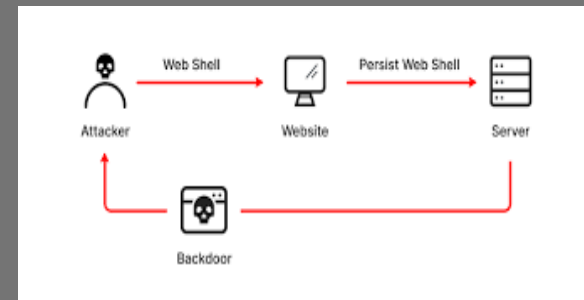 Web Shell
Persist Web Shell
Attacker
Website
Server
Backdoor